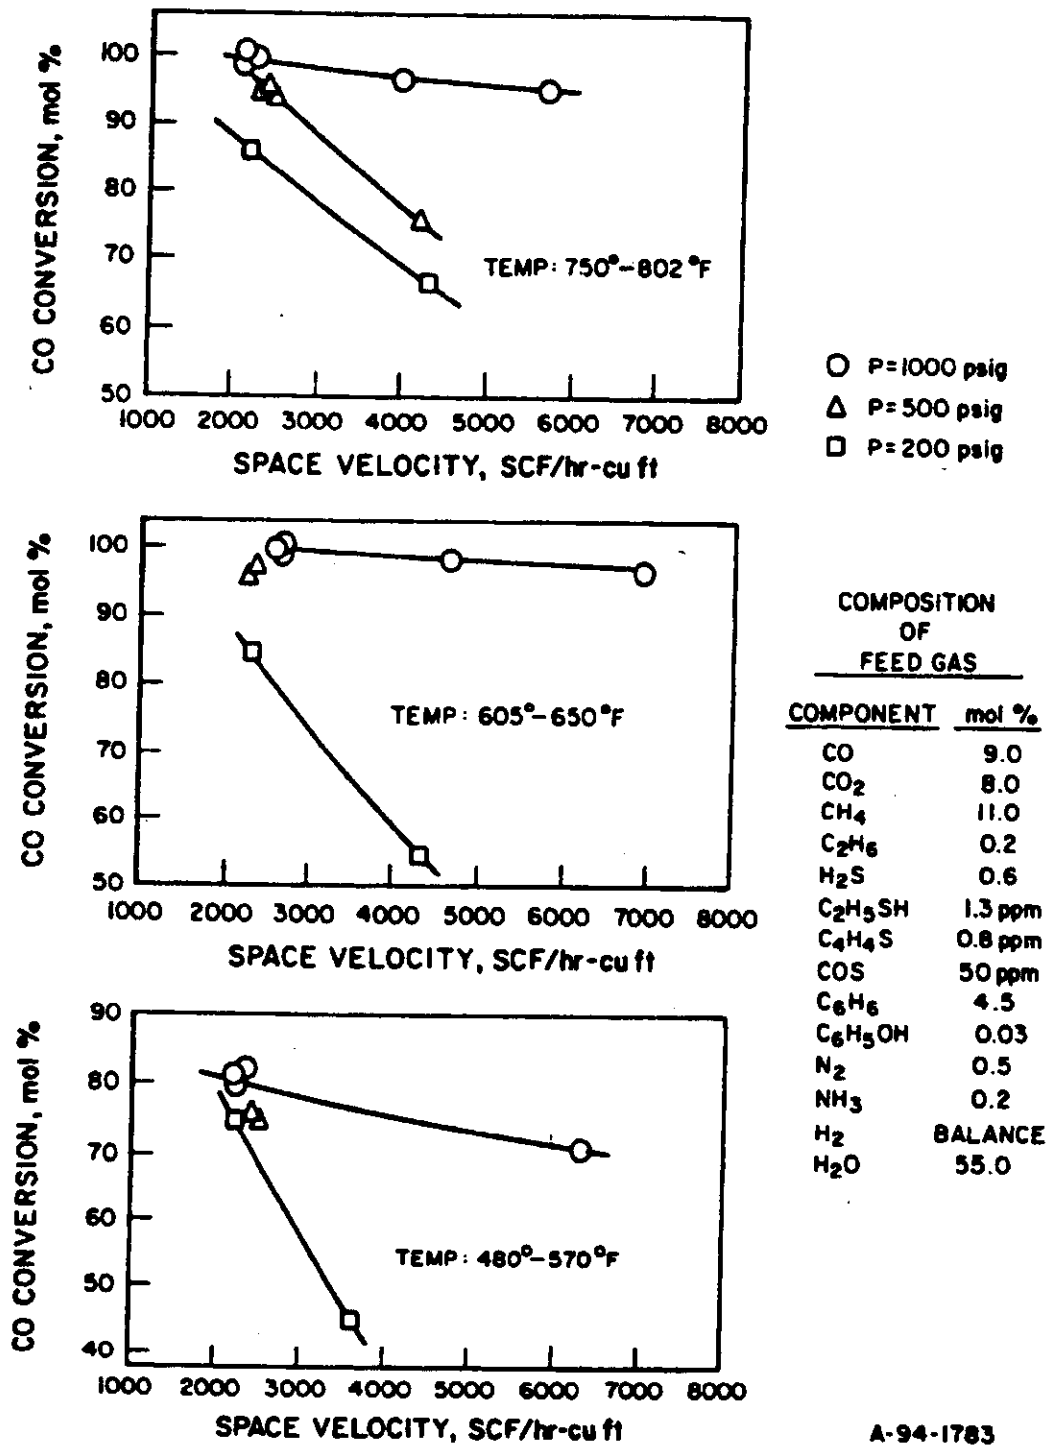 CO CONVERSION, mol %
100
90
80
70
60
50
TEMP: 750°-802°F
1000 2000 3000 4000 5000 6000 7000 8000
SPACE VELOCITY, SCF/hr-cu ft
P=1000 psig
P=500 psig
P=200 psig
CO CONVERSION, mol %
100
90
80
70
60
50
TEMP: 605°-650°F
1000 2000 3000 4000 5000 6000 7000 8000
SPACE VELOCITY, SCF/hr-cu ft
COMPOSITION
OF
FEED GAS
COMPONENT mol %
CO 9.0
CO₂ 8.0
CH₄ 11.0
C₂H₆ 0.2
H₂S 0.6
C₂H₅SH 1.3 ppm
C₄H₄S 0.8 ppm
COS 50 ppm
C₆H₆ 4.5
C₆H₅OH 0.03
N₂ 0.5
NH₃ 0.2
H₂ BALANCE
H₂O 55.0
CO CONVERSION, mol %
90
80
70
60
50
40
TEMP: 480°-570°F
1000 2000 3000 4000 5000 6000 7000 8000
SPACE VELOCITY, SCF/hr-cu ft
A-94-1783